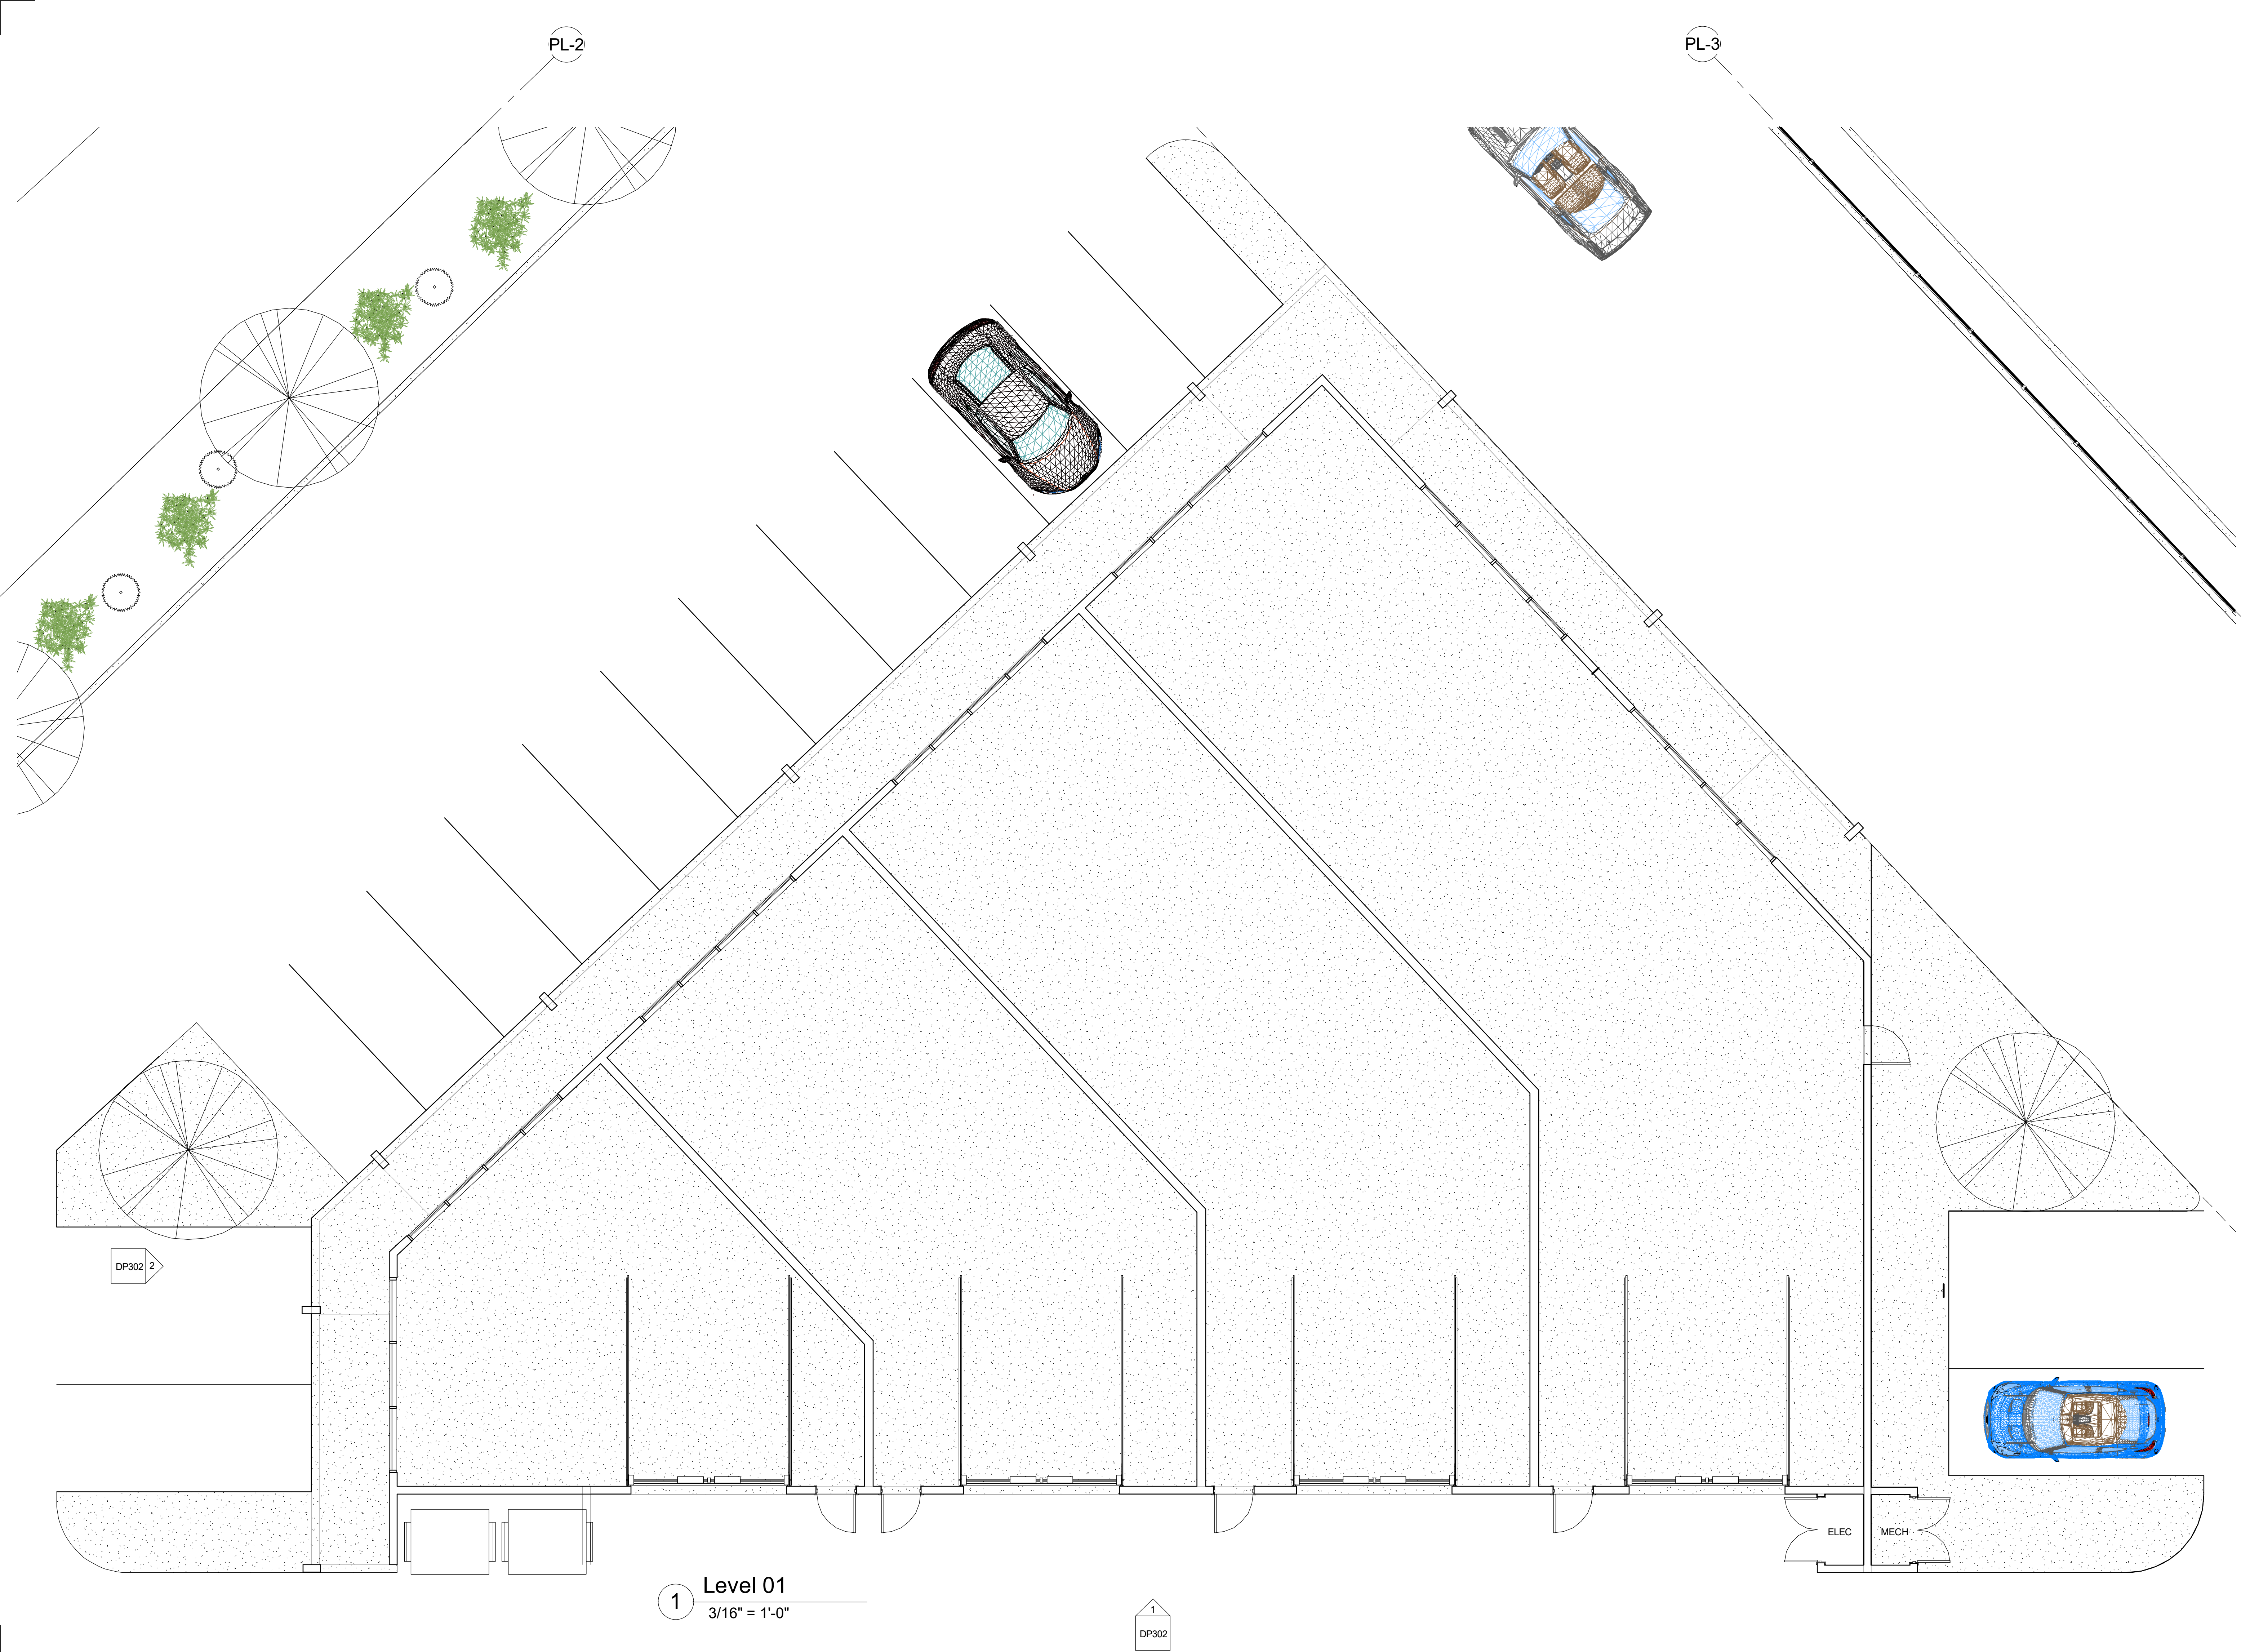 PL-2
PL-3
DP302
2
ELEC
MECH
1
Level 01
3/16" = 1'-0"
1
DP302